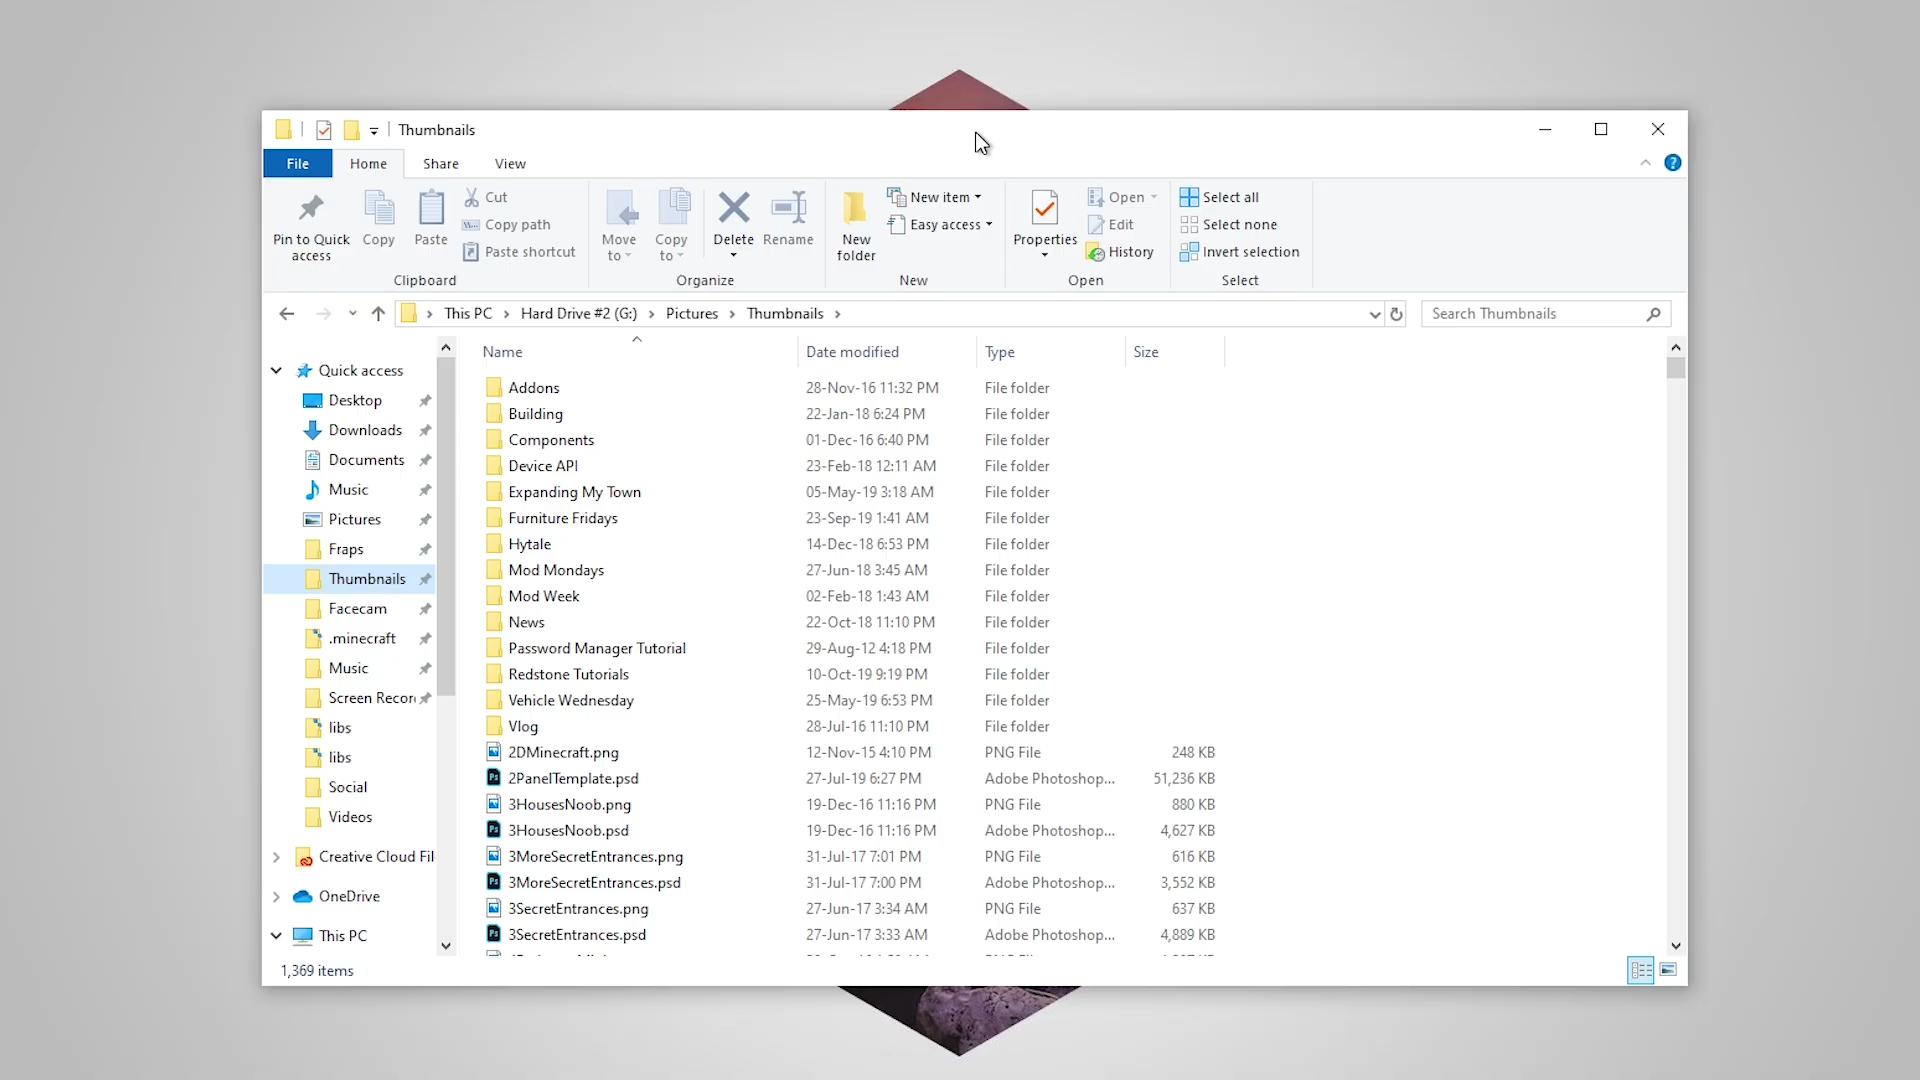 Thumbnails
File Home Share View
Pin to Quick access
Copy
Paste
Cut
Copy path
Paste shortcut
Clipboard
Move to
Copy to
Delete
Rename
Organize
New folder
New item
Easy access
New
Properties
Open
Edit
History
Open
Select all
Select none
Invert selection
Select
This PC Hard Drive #2 (G:) Pictures Thumbnails
Search Thumbnails
Quick access
Desktop
Downloads
Documents
Music
Pictures
Fraps
Thumbnails
Facecam
.minecraft
Music
Screen Recor
libs
libs
Social
Videos
Creative Cloud Fil
OneDrive
This PC
Name Date modified Type Size
Addons 28-Nov-16 11:32 PM File folder
Building 22-Jan-18 6:24 PM File folder
Components 01-Dec-16 6:40 PM File folder
Device API 23-Feb-18 12:11 AM File folder
Expanding My Town 05-May-19 3:18 AM File folder
Furniture Fridays 23-Sep-19 1:41 AM File folder
Hytale 14-Dec-18 6:53 PM File folder
Mod Mondays 27-Jun-18 3:45 AM File folder
Mod Week 02-Feb-18 1:43 AM File folder
News 22-Oct-18 11:10 PM File folder
Password Manager Tutorial 29-Aug-12 4:18 PM File folder
Redstone Tutorials 10-Oct-19 9:19 PM File folder
Vehicle Wednesday 25-May-19 6:53 PM File folder
Vlog 28-Jul-16 11:10 PM File folder
2DMinecraft.png 12-Nov-15 4:10 PM PNG File 248 KB
2PanelTemplate.psd 27-Jul-19 6:27 PM Adobe Photoshop... 51,236 KB
3HousesNoob.png 19-Dec-16 11:16 PM PNG File 880 KB
3HousesNoob.psd 19-Dec-16 11:16 PM Adobe Photoshop... 4,627 KB
3MoreSecretEntrances.png 31-Jul-17 7:01 PM PNG File 616 KB
3MoreSecretEntrances.psd 31-Jul-17 7:00 PM Adobe Photoshop... 3,552 KB
3SecretEntrances.png 27-Jun-17 3:34 AM PNG File 637 KB
3SecretEntrances.psd 27-Jun-17 3:33 AM Adobe Photoshop... 4,889 KB
1,369 items